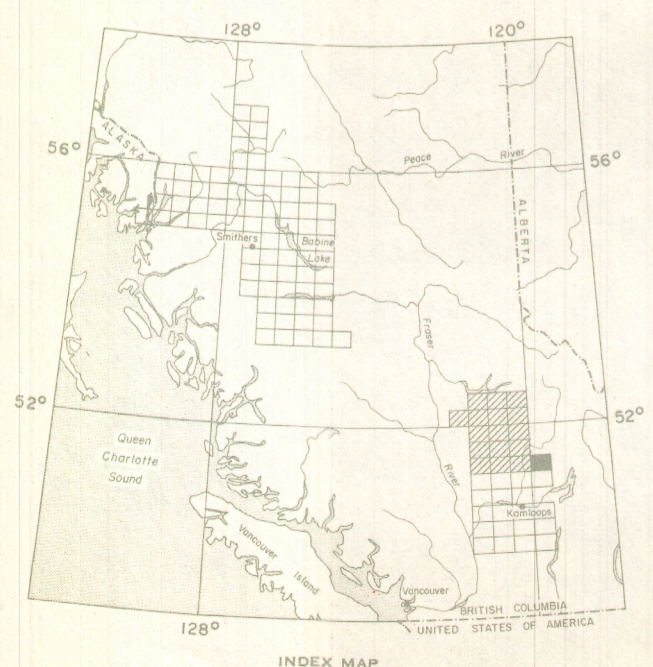 128°
120°
ALASKA
56°
56°
Peace
River
ALBERTA
Smithers
Babine
Lake
Fraser
52°
52°
Queen
Charlotte
Sound
River
Kamloops
Vancouver
Island
Vancouver
BRITISH COLUMBIA
UNITED STATES OF AMERICA
128°
INDEX MAP